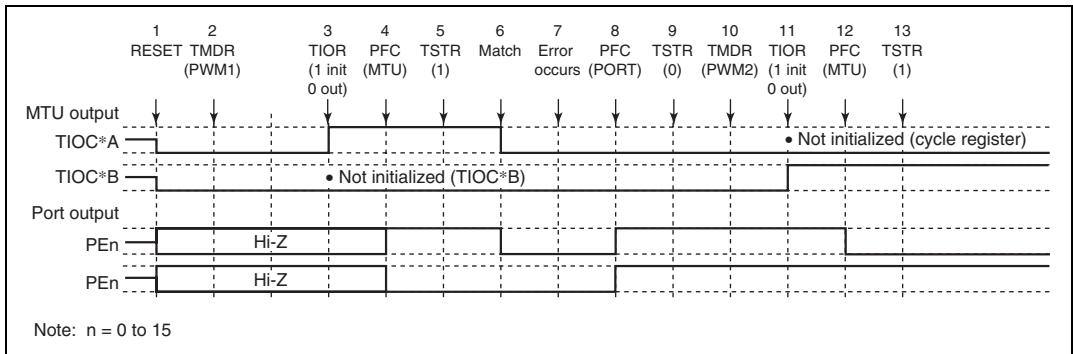 1 2 3 4 5 6 7 8 9 10 11 12 13
RESET TMDR TIOR PFC TSTR Match Error PFC TSTR TMDR TIOR PFC TSTR
(PWM1) (1 init (MTU) (1) occurs (PORT) (0) (PWM2) (1 init (MTU) (1)
0 out) 0 out)
MTU output
TIOC*A • Not initialized (cycle register)
TIOC*B • Not initialized (TIOC*B)
Port output
PEn Hi-Z
PEn Hi-Z
Note: n = 0 to 15